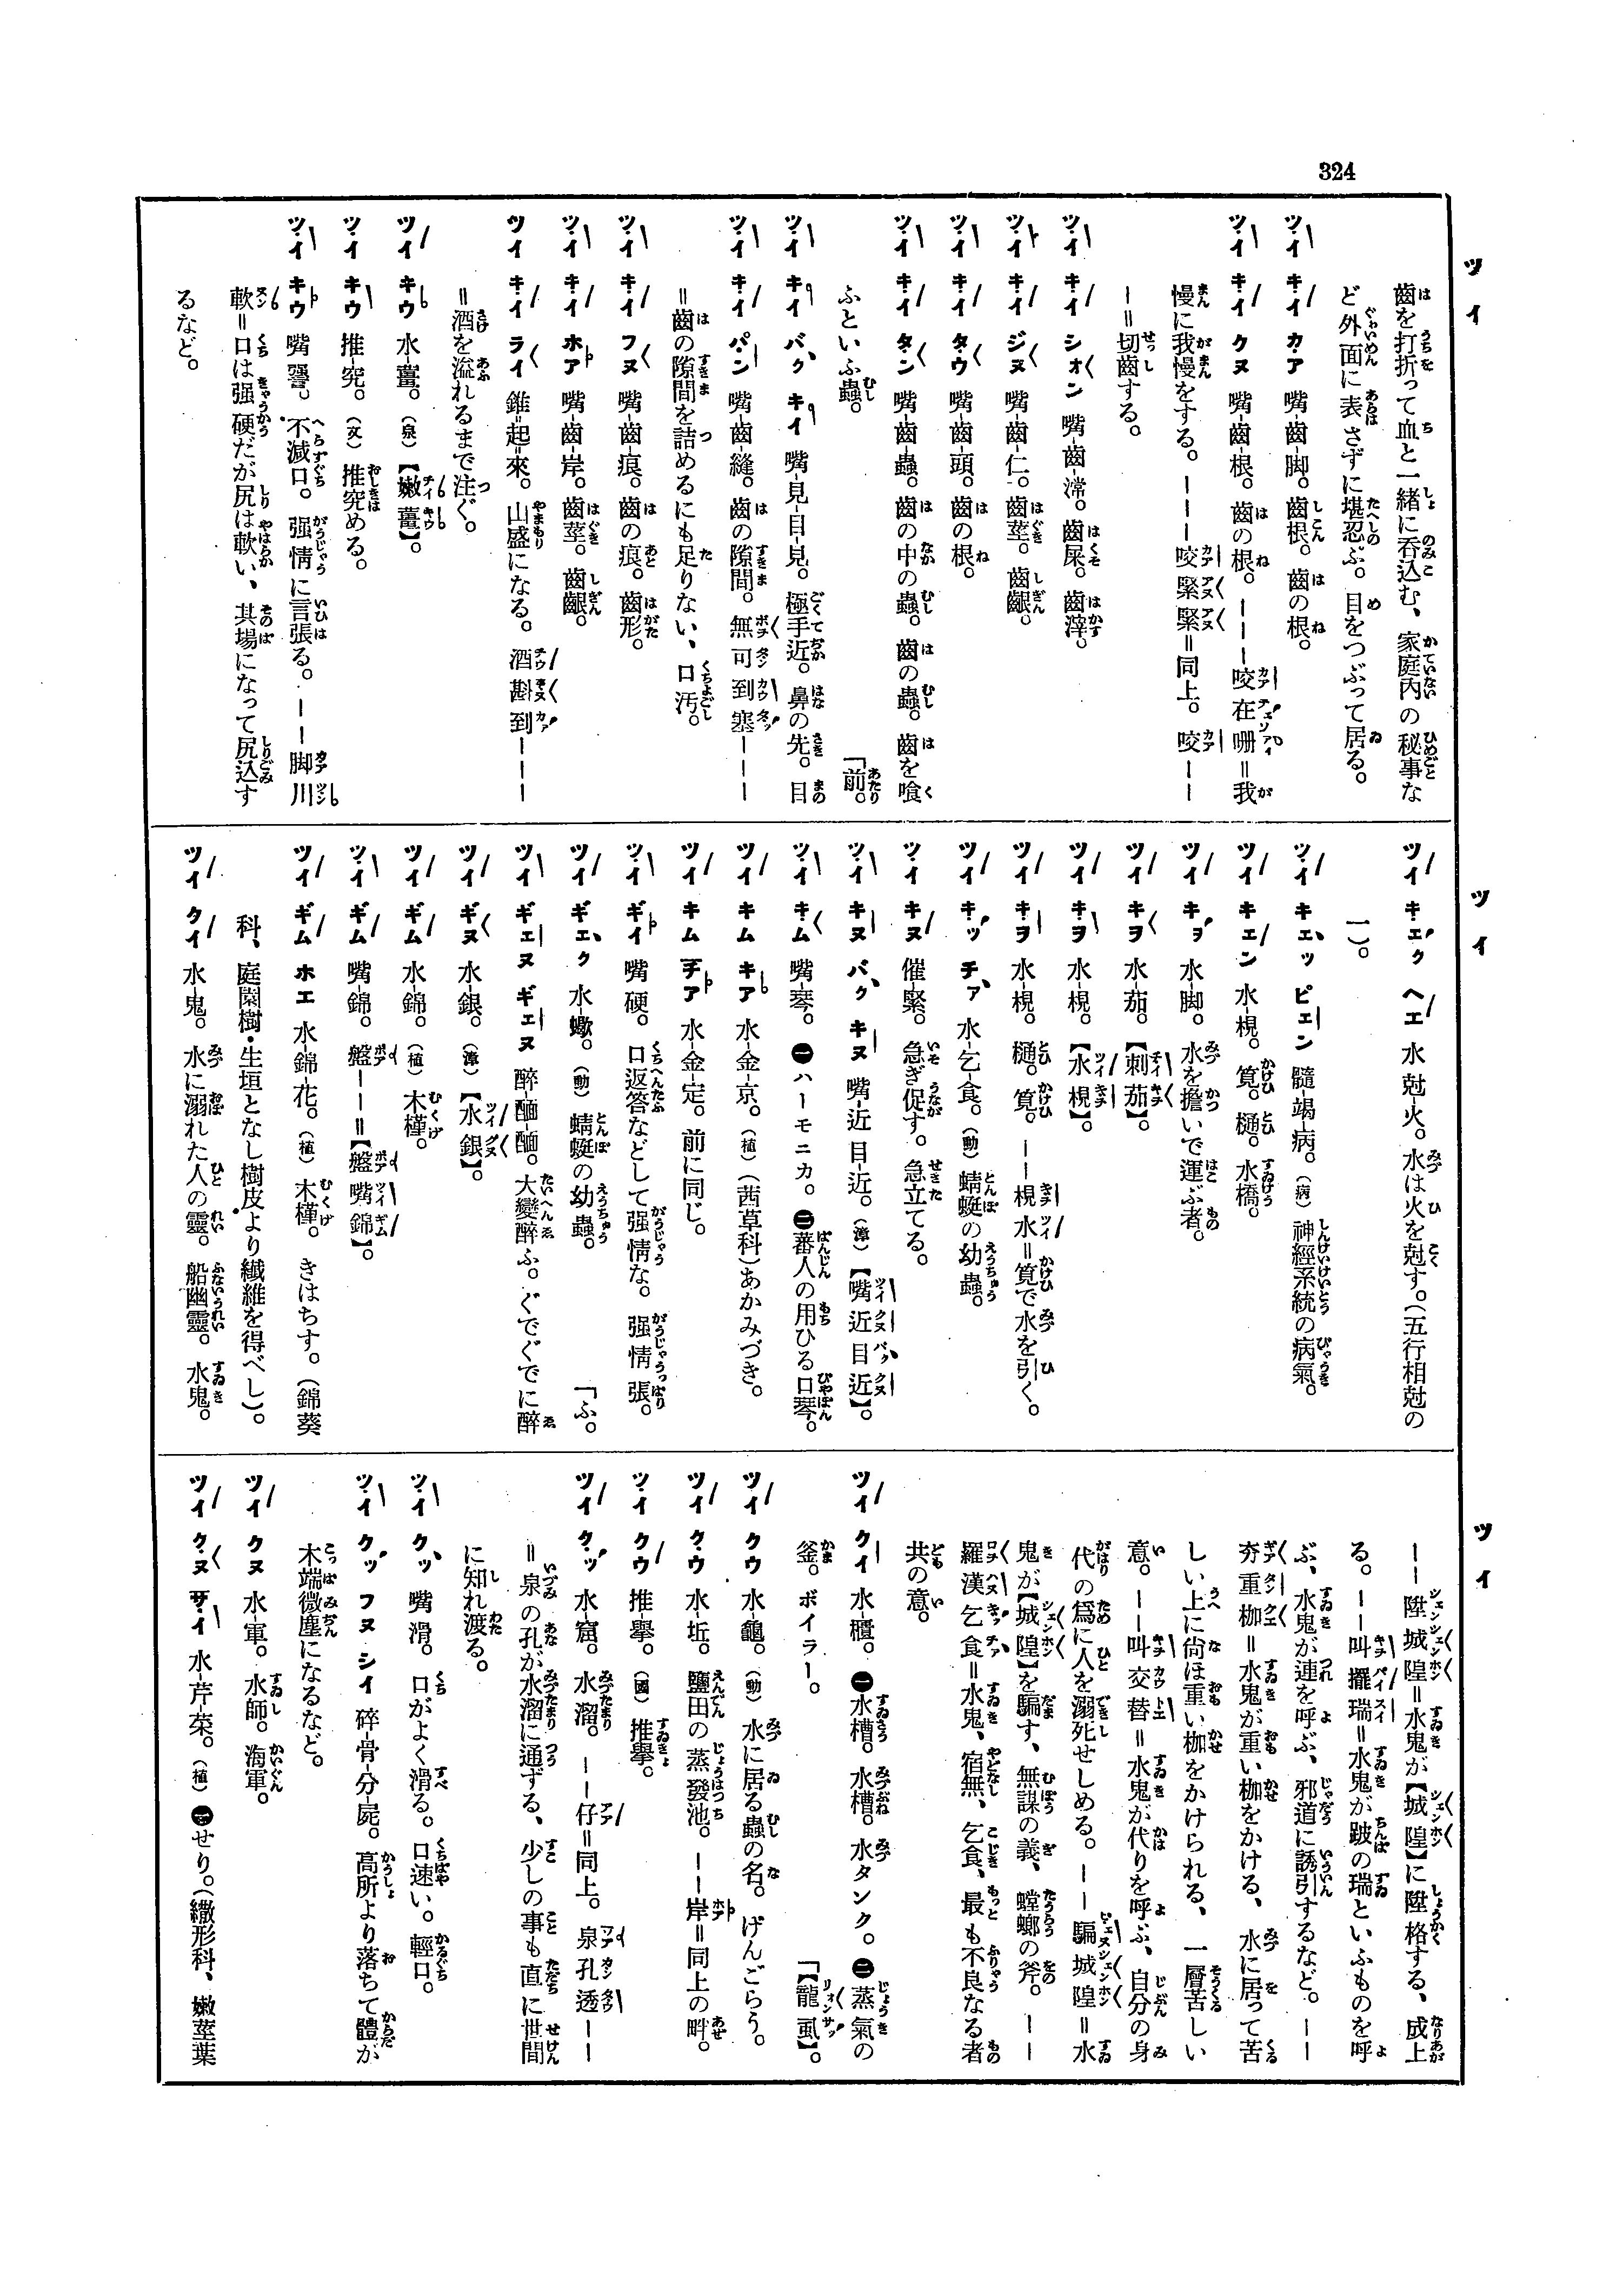 324
ツイ
齒を打折って血と一緒に呑込む、家庭内の秘事な
ど外面に表さずに堪忍ぶ。目をつぶって居る。
ツイ キイ カア 嘴-齒-脚。齒根。齒の根。
ツイ キイ クヌ 嘴-齒-根。齒の根。ーーー咬在嘴＝我
慢に我慢をする。ーーー咬緊緊＝同上。咬ーー
ー＝切齒する。
ツイ キイ シオン 嘴-齒-滯。齒屎。齒滓。
ツイ キイ ジヌ 嘴-齒-仁。齒莖。齒齦。
ツイ キイ タウ 嘴-齒-頭。齒の根。
ツイ キイ タン 嘴-齒-蟲。齒の中の蟲。齒の蟲。齒を喰
ふといふ蟲。
ツイ キイ バク キイ 嘴-見-目-見。極手近。鼻の先。目
「前。
ツイ キイ パン 嘴-齒-縫。齒の隙間。無可到塞ーーー
＝齒の隙間を詰めるにも足りない、口汚。
ツイ キイ フヌ 嘴-齒-痕。齒の痕。齒形。
ツイ キイ ホア 嘴-齒-岸。齒莖。齒齦。
ツイ キイ ライ 錐-起-來。山盛になる。酒斟到ーーー
＝酒を溢れるまで注ぐ。
ツイ キウ 水-薑。（泉）【嫩薑】。
ツイ キウ 推-究。（文）推究める。
ツイ キウ 嘴。不減口。强情に言張る。ーー脚川
軟＝口は强硬だが尻は軟い、其場になって尻込す
るなど。
ツイ
ツイ キエク ヘエ 水-尅-火。水は火を尅す。（五行相尅の
一）。
ツイ キエッ ピエン 髓-竭-病。（病）神經系統の病氣。
ツイ キエン 水-梘。筧。樋。水橋。
ツイ キヲ 水-脚。水を擔いで運ぶ者。
ツイ キヲ 水-茄。【刺茄】。
ツイ キヲ 水-梘。【水梘】。
ツイ キヲ 水-梘。樋。筧。ーー梘水＝筧で水を引く。
ツイ キッ チア 水-乞-食。（動）蜻蜓の幼蟲。
ツイ キヌ 催-緊。急ぎ促す。急立てる。
ツイ キヌ バク キヌ 嘴-近-目-近。（漳）【嘴近目近】。
ツイ キム 嘴-琴。㊀ハーモニカ。㊁蕃人の用ひる口琴。
ツイ キム キア 水-金-京。（植）（茜草科）あかみづき。
ツイ キム チア 水-金-定。前に同じ。
ツイ ギイ 嘴-硬。口返答などして强情な。强情張。
ツイ ギエク 水-蠍。（動）蜻蜓の幼蟲。
「ふ。
ツイ ギエヌ ギエヌ 醉-醺-醺。大變醉ふ。ぐでぐでに醉
ツイ ギヌ 水-銀。（漳）【水銀】。
ツイ ギム 水-錦。（植）木槿。
ツイ ギム 嘴-錦。盤ーー＝【盤嘴錦】。
ツイ ギム ホエ 水-錦-花。（植）木槿。きはちす。（錦葵
科、庭園樹・生垣となし樹皮より纎維を得べし）。
ツイ クイ 水-鬼。水に溺れた人の靈。船幽靈。水鬼。
ツイ
ーー陞城隍＝水鬼が【城隍】に陞格する、成上
る。ーー叫擺瑞＝水鬼が跛の瑞といふものを呼
ぶ、水鬼が連を呼ぶ、邪道に誘引するなど。ーー
夯重枷＝水鬼が重い枷をかける、水に居って苦
しい上に尙ほ重い枷をかけられる、一層苦しい
意。ーー叫交替＝水鬼が代りを呼ぶ、自分の身
代の爲に人を溺死せしめる。ーー騙城隍＝水
鬼が【城隍】を騙す、無謀の義、螳螂の斧。ーー
羅漢乞食＝水鬼、宿無、乞食、最も不良なる者
共の意。
ツイ クイ 水-櫃。㊀水槽。水槽。水タンク。㊁蒸氣の
釜。ボイラー。
「【龍虱】。
ツイ クウ 水-龜。（動）水に居る蟲の名。げんごらう。
ツイ クウ 水-坵。鹽田の蒸發池。ーー岸＝同上の畔。
ツイ クウ 推-擧。（國）推擧。
ツイ クッ 水-窟。水溜。ーー仔＝同上。泉孔透ーー
＝泉の孔が水溜に通ずる、少しの事も直に世間
に知れ渡る。
ツイ クッ 嘴-滑。口がよく滑る。口速い。輕口。
ツイ クッ フヌ シイ 碎-骨-分-屍。高所より落ちて體が
木端微塵になるなど。
ツイ クヌ 水-軍。水師。海軍。
ツイ クヌ サイ 水-芹-菜。（植）㊀せり。（繖形科、嫩莖葉